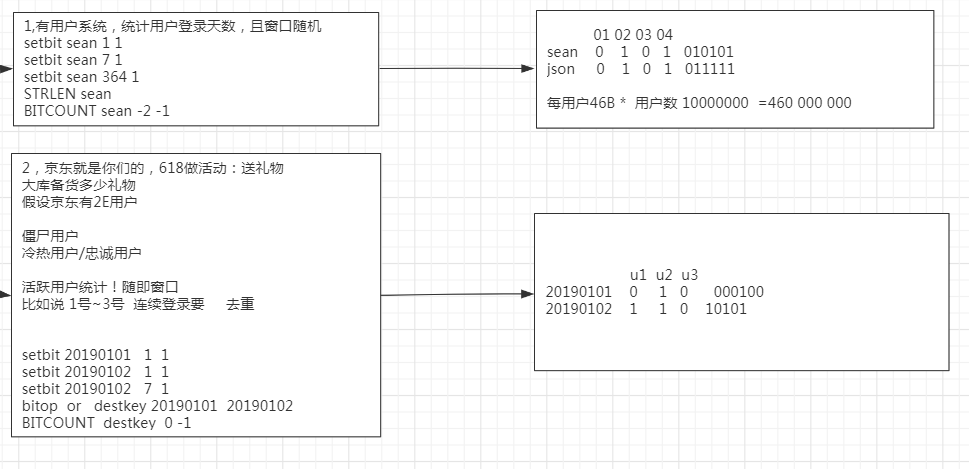 1,有用户系统，统计用户登录天数，且窗口随机
setbit sean 1 1
setbit sean 7 1
setbit sean 364 1
STRLEN sean
BITCOUNT sean -2 -1
01 02 03 04
sean 0 1 0 1 010101
json 0 1 0 1 011111
每用户46B * 用户数 10000000 =460 000 000
2，京东就是你们的，618做活动：送礼物
大库备货多少礼物
假设京东有2E用户
僵尸用户
冷热用户/忠诚用户
活跃用户统计！随即窗口
比如说 1号~3号 连续登录要 去重
setbit 20190101 1 1
setbit 20190102 1 1
setbit 20190102 7 1
bitop or destkey 20190101 20190102
BITCOUNT destkey 0 -1
u1 u2 u3
20190101 0 1 0 000100
20190102 1 1 0 10101